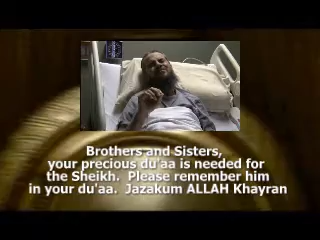 Brothers and Sisters,
your precious du'aa is needed for
the Sheikh.  Please remember him
in your du'aa.  Jazakum ALLAH Khayran